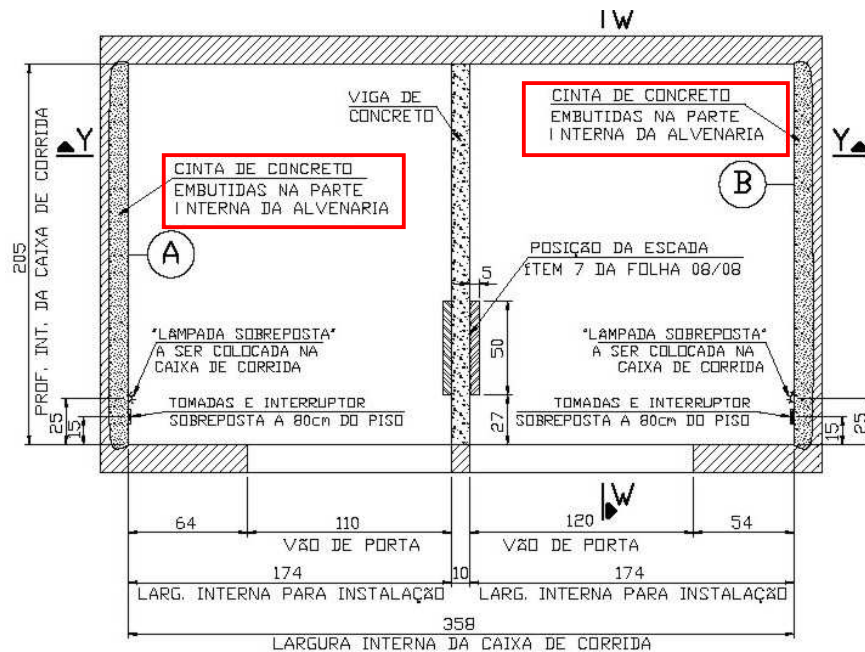 W
VIGA DE
CONCRETO
CINTA DE CONCRETO
EMBUTIDAS NA PARTE
INTERNA DA ALVENARIA
Y
Y
CINTA DE CONCRETO
EMBUTIDAS NA PARTE
INTERNA DA ALVENARIA
B
A
205
PROF. INT. DA CAIXA DE CORRIDA
POSIÇÃO DA ESCADA
ÍTEM 7 DA FOLHA 08/08
5
50
27
"LÂMPADA SOBREPOSTA"
A SER COLOCADA NA
CAIXA DE CORRIDA
"LÂMPADA SOBREPOSTA"
A SER COLOCADA NA
CAIXA DE CORRIDA
TOMADAS E INTERRUPTOR
SOBREPOSTA A 80cm DO PISO
TOMADAS E INTERRUPTOR
SOBREPOSTA A 80cm DO PISO
25
15
15
25
W
64
110
120
54
VÃO DE PORTA
VÃO DE PORTA
174
10
174
LARG. INTERNA PARA INSTALAÇÃO
LARG. INTERNA PARA INSTALAÇÃO
358
LARGURA INTERNA DA CAIXA DE CORRIDA